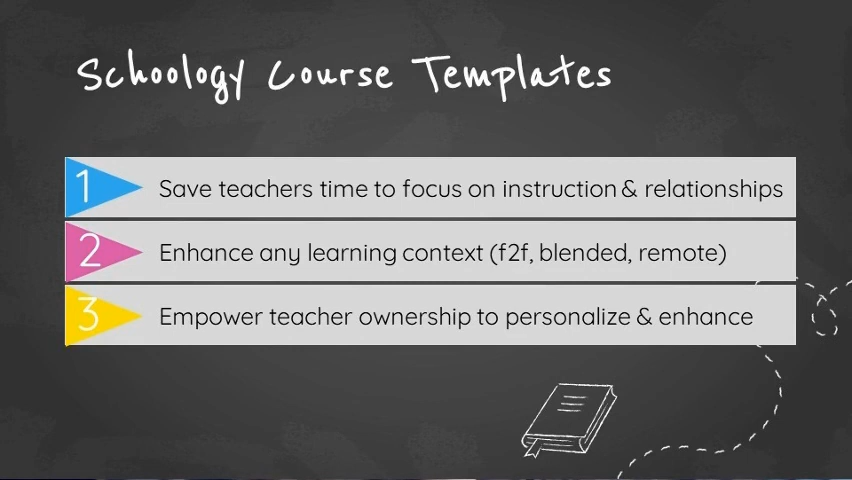 Schoology Course Templates
1 Save teachers time to focus on instruction & relationships
2 Enhance any learning context (f2f, blended, remote)
3 Empower teacher ownership to personalize & enhance